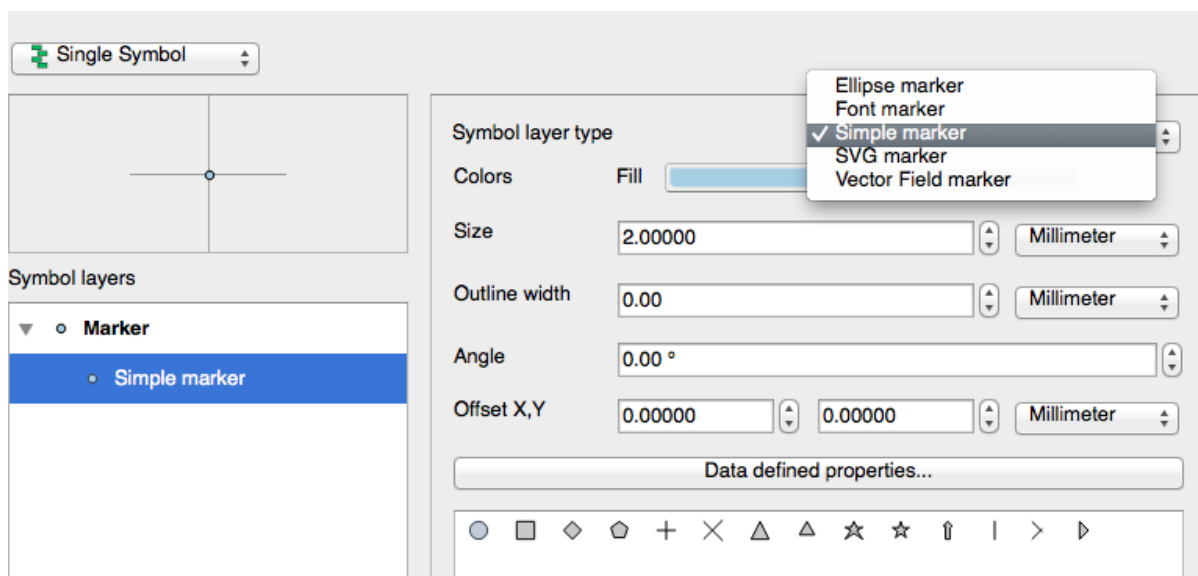 Single Symbol
Ellipse marker
Font marker
Symbol layer type
✓ Simple marker
SVG marker
Colors Fill
Vector Field marker
Size 2.00000 Millimeter
Symbol layers
Outline width 0.00 Millimeter
Marker
Angle 0.00 °
Simple marker
Offset X,Y 0.00000 0.00000 Millimeter
Data defined properties...